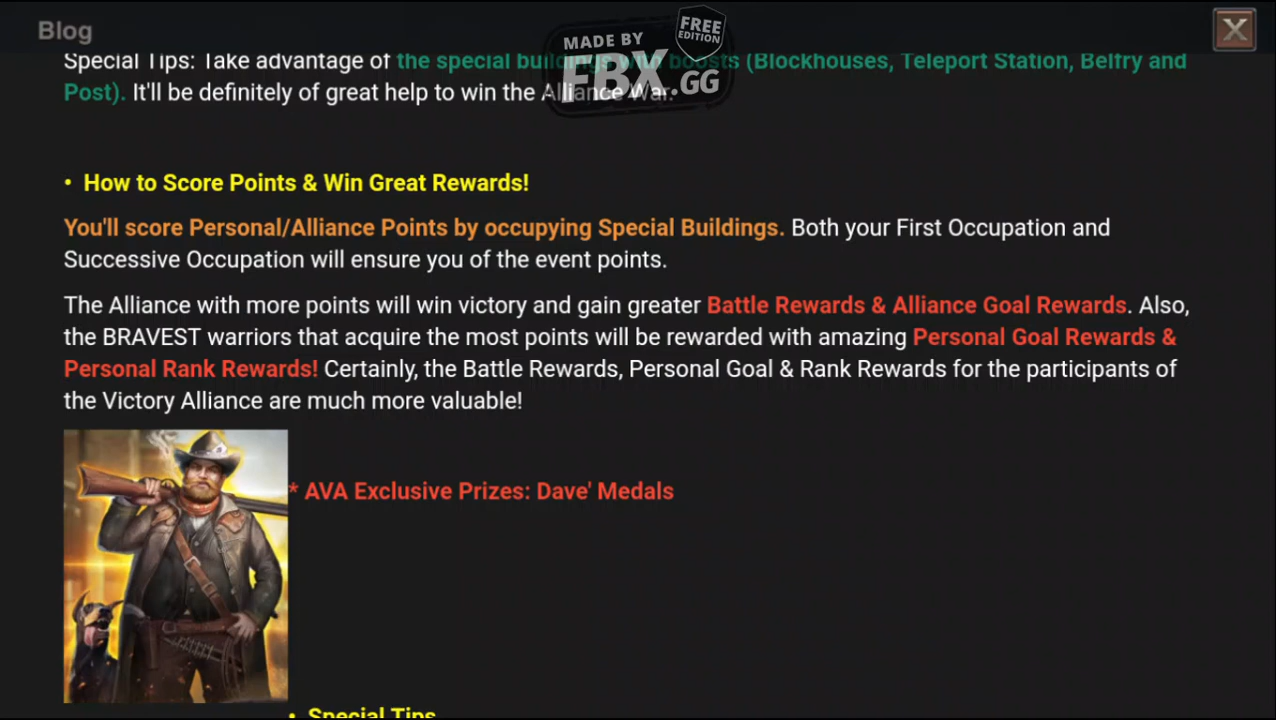 Blog
MADE BY
FBX.GG
FREE
EDITION
Special Tips: Take advantage of the special buildings with boosts (Blockhouses, Teleport Station, Belfry and
Post). It'll be definitely of great help to win the Alliance War.
• How to Score Points & Win Great Rewards!
You'll score Personal/Alliance Points by occupying Special Buildings. Both your First Occupation and
Successive Occupation will ensure you of the event points.
The Alliance with more points will win victory and gain greater Battle Rewards & Alliance Goal Rewards. Also,
the BRAVEST warriors that acquire the most points will be rewarded with amazing Personal Goal Rewards &
Personal Rank Rewards! Certainly, the Battle Rewards, Personal Goal & Rank Rewards for the participants of
the Victory Alliance are much more valuable!
* AVA Exclusive Prizes: Dave' Medals
• Special Tips